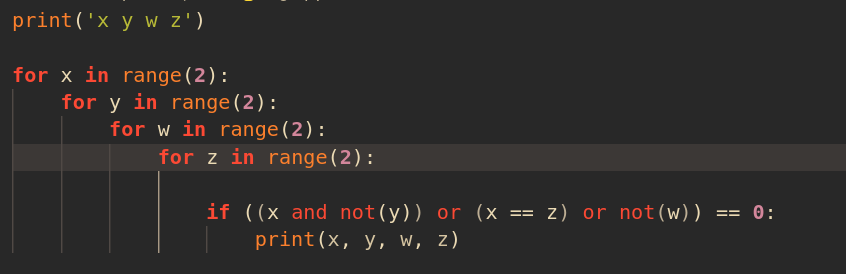 print('x y w z')
for x in range(2):
    for y in range(2):
        for w in range(2):
            for z in range(2):
                if ((x and not(y)) or (x == z) or not(w)) == 0:
                    print(x, y, w, z)